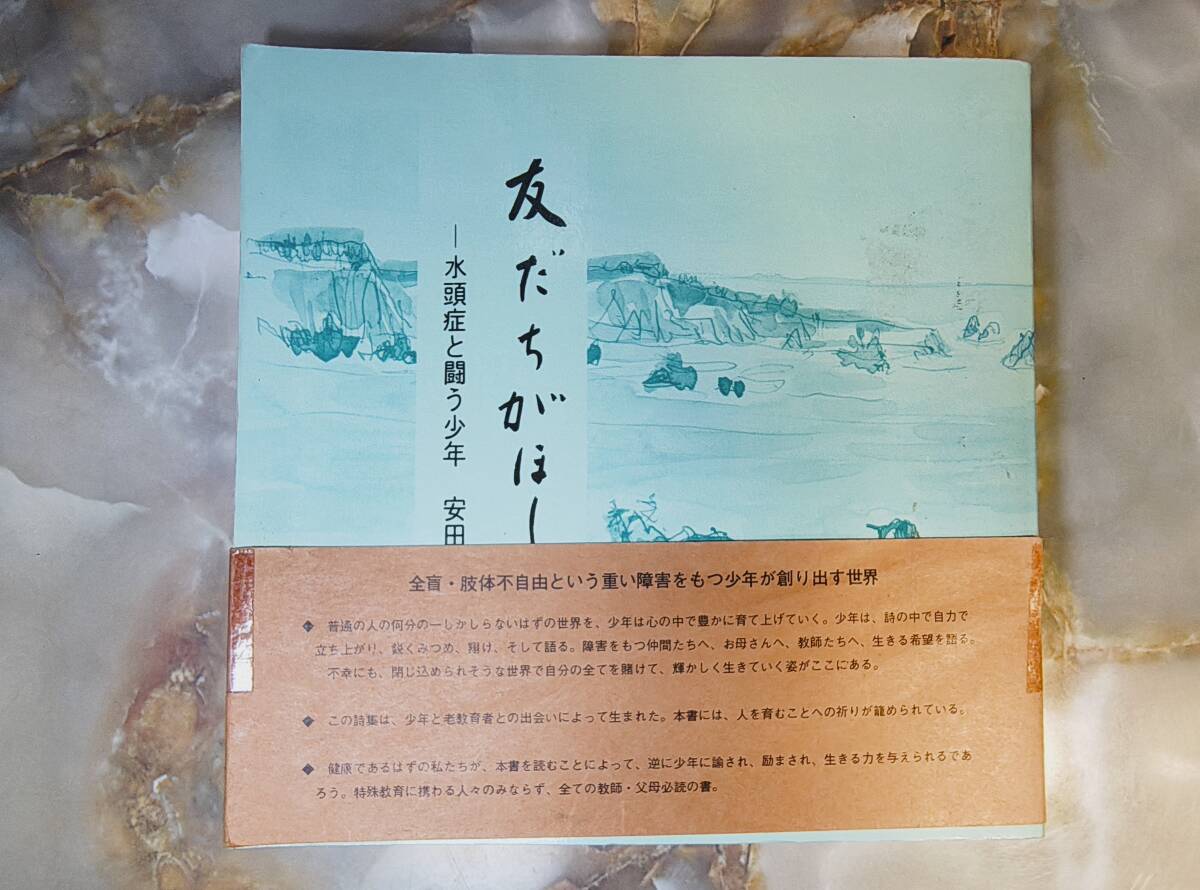 友だちがほし
―水頭症と闘う少年　安田
全盲・肢体不自由という重い障害をもつ少年が創り出す世界
◆　普通の人の何分の一しかしらないはずの世界を、少年は心の中で豊かに育て上げていく。少年は、詩の中で自力で
立ち上がり、鋭くみつめ、翔け、そして語る。障害をもつ仲間たちへ、お母さんへ、教師たちへ、生きる希望を語る。
不幸にも、閉じ込められそうな世界で自分の全てを賭けて、輝かしく生きていく姿がここにある。
◆　この詩集は、少年と老教育者との出会いによって生まれた。本書には、人を育むことへの祈りが籠められている。
◆　健康であるはずの私たちが、本書を読むことによって、逆に少年に諭され、励まされ、生きる力を与えられるであ
ろう。特殊教育に携わる人々のみならず、全ての教師・父母必読の書。